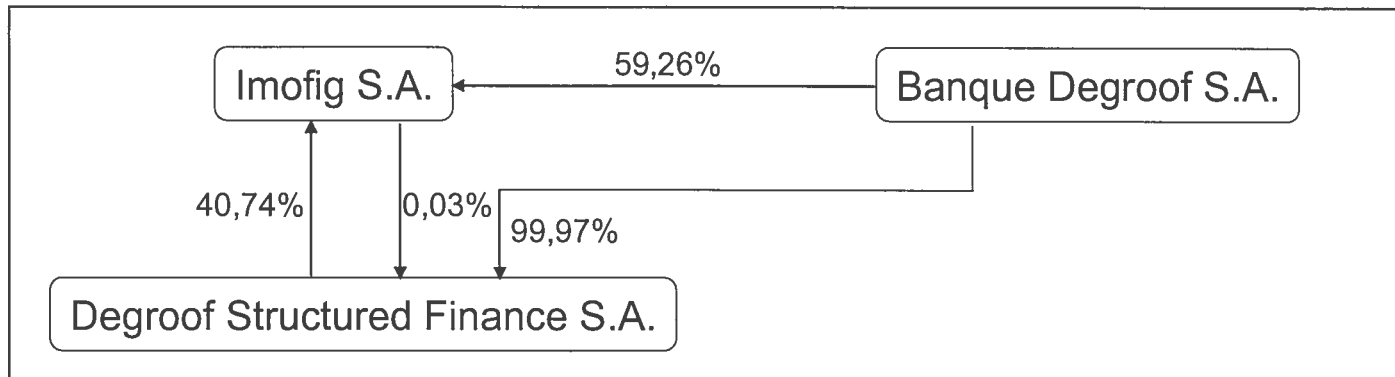 59,26%
Imofig S.A.
Banque Degroof S.A.
40,74%
0,03%
99,97%
Degroof Structured Finance S.A.